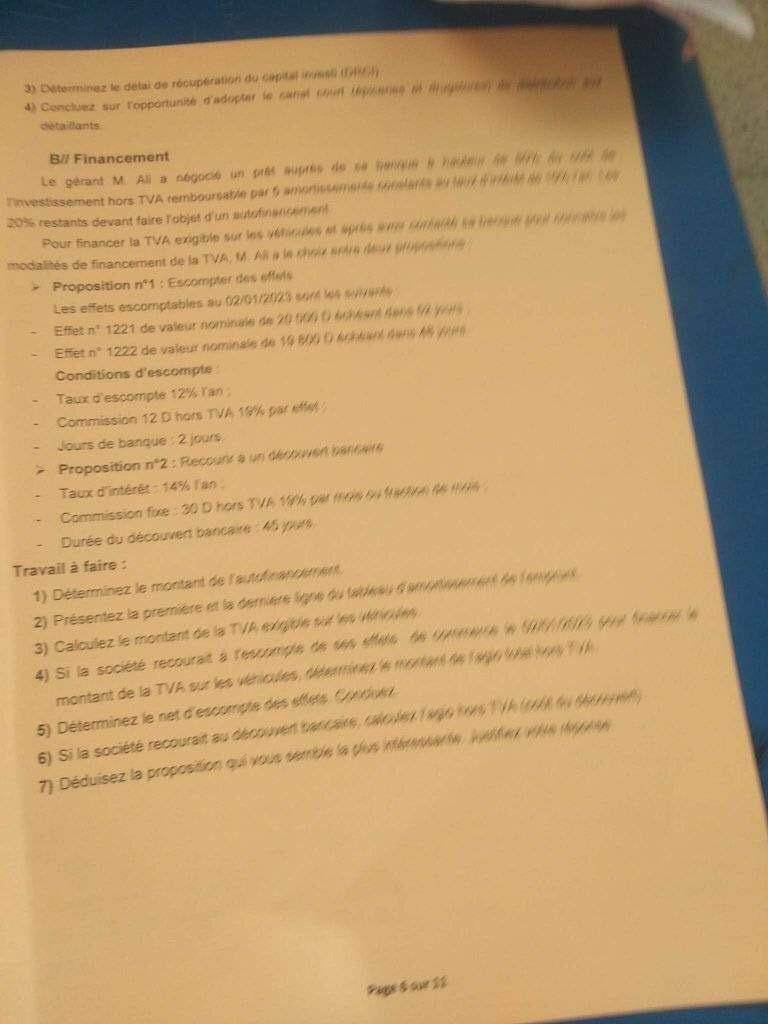 3) Déterminez le délai de récupération du capital investi (DRCI)
4) Concluez sur l'opportunité d'adopter le canal court (épiceries et
détaillants.
B// Financement
Le gérant M. Ali a négocié un prêt auprès de sa banque à hauteur de 80% du coût de
l'investissement hors TVA remboursable par 5 amortissements constants au taux d'intérêt de 10% l'an. Les
20% restants devant faire l'objet d'un autofinancement.
Pour financer la TVA exigible sur les véhicules et après avoir contacté sa banque pour connaître les
modalités de financement de la TVA, M. Ali a le choix entre deux propositions :
➤ Proposition n°1 : Escompter des effets
Les effets escomptables au 02/01/2023 sont les suivants :
- Effet n° 1221 de valeur nominale de 20 500 D échéant dans jours ;
- Effet n° 1222 de valeur nominale de D échéant dans jours.
Conditions d'escompte :
- Taux d'escompte 12% l'an ;
- Commission 12 D hors TVA 19% par effet ;
- Jours de banque : 2 jours.
➤ Proposition n°2 : Recourir à un découvert bancaire
- Taux d'intérêt : 14% l'an ;
- Commission fixe : 30 D hors TVA 19% par mois ou fraction de mois ;
- Durée du découvert bancaire : 45 jours.
Travail à faire :
1) Déterminez le montant de l'autofinancement.
2) Présentez la première et la dernière ligne du tableau d'amortissement de l'emprunt.
3) Calculez le montant de la TVA exigible sur les véhicules.
4) Si la société recourait à l'escompte de ses effets de commerce le 02/01/2023 pour financer le
montant de la TVA sur les véhicules, déterminez le montant de l'agio total hors TVA.
5) Déterminez le net d'escompte des effets. Concluez.
6) Si la société recourait au découvert bancaire, calculez l'agio hors TVA (coût du découvert)
7) Déduisez la proposition qui vous semble la plus intéressante. Justifiez votre réponse.
Page sur 11